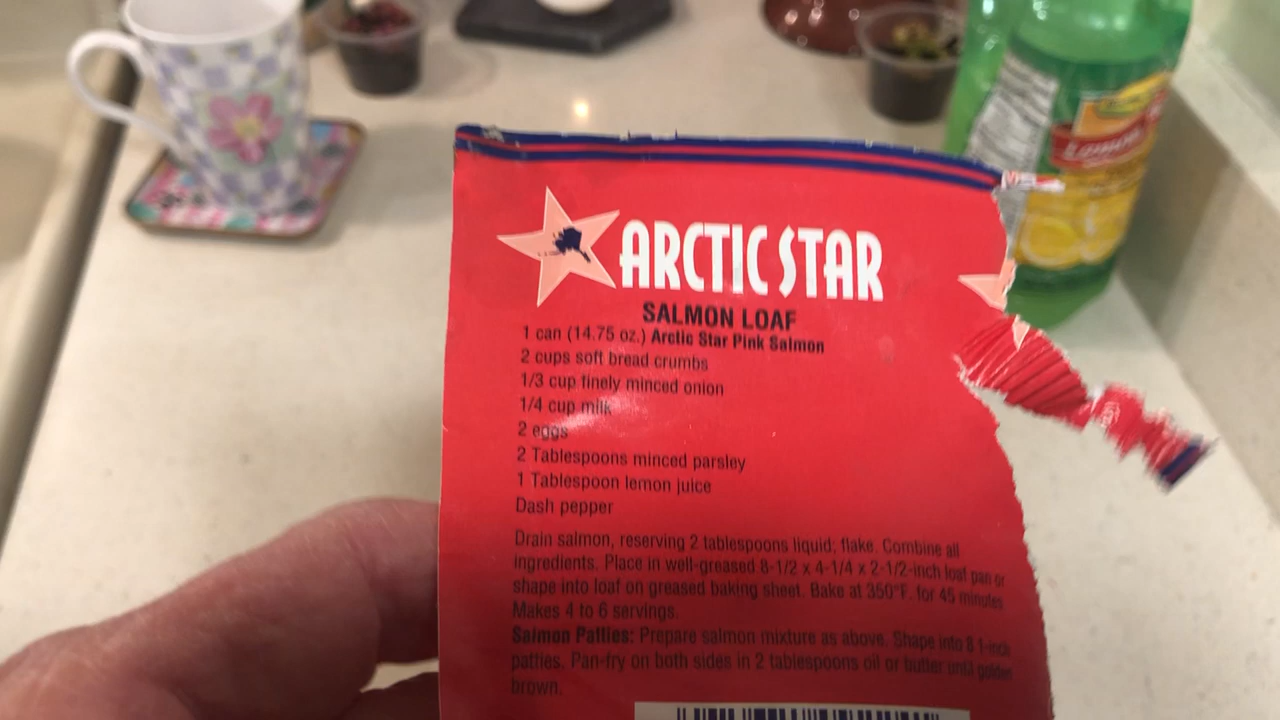 ARCTIC STAR
SALMON LOAF
1 can (14.75 oz.) Arctic Star Pink Salmon
2 cups soft bread crumbs
1/3 cup finely minced onion
1/4 cup milk
2 eggs
2 Tablespoons minced parsley
1 Tablespoon lemon juice
Dash pepper
Drain salmon, reserving 2 tablespoons liquid; flake. Combine all
ingredients. Place in well-greased 8-1/2 x 4-1/4 x 2-1/2-inch loaf pan or
shape into loaf on greased baking sheet. Bake at 350°F. for 45 minutes
Makes 4 to 6 servings.
Salmon Patties: Prepare salmon mixture as above. Shape into 8 1-inch
patties. Pan-fry on both sides in 2 tablespoons oil or butter until golden
brown.